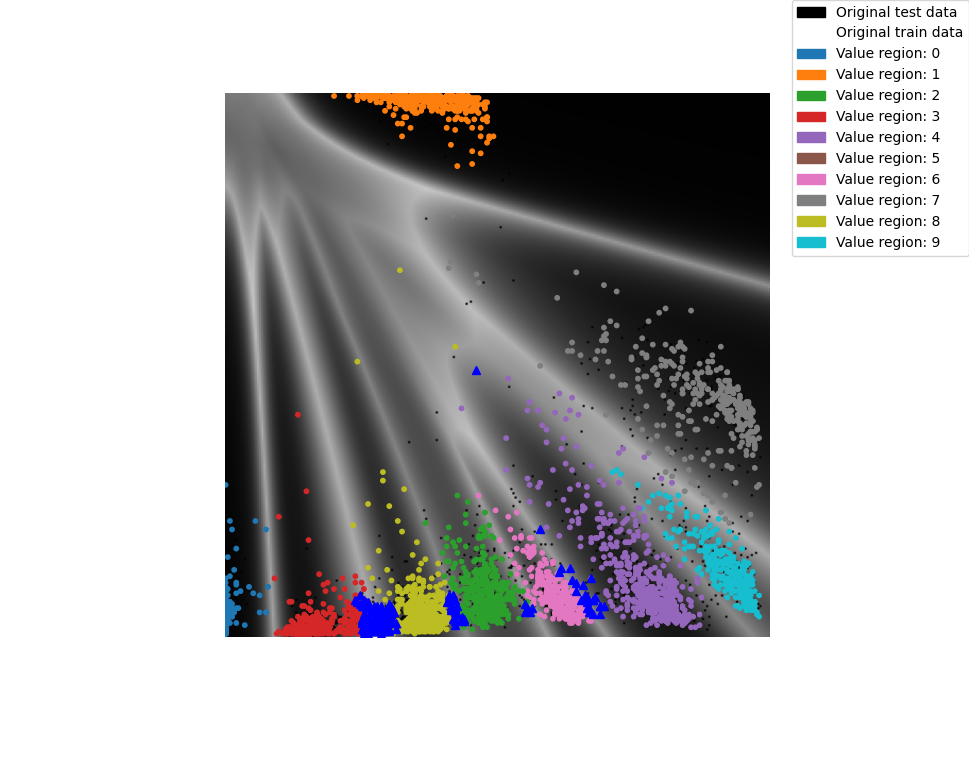 Original test data
Original train data
Value region: 0
Value region: 1
Value region: 2
Value region: 3
Value region: 4
Value region: 5
Value region: 6
Value region: 7
Value region: 8
Value region: 9